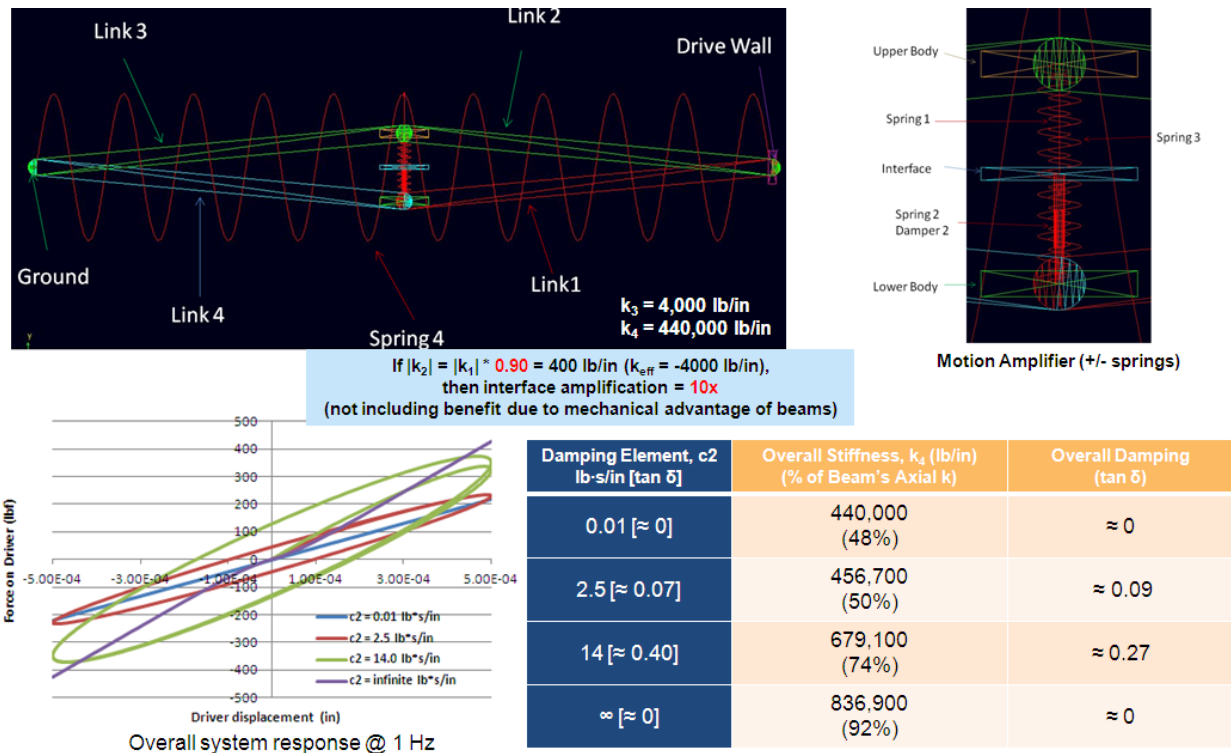 Link 3
Link 2
Drive Wall
Ground
Link 4
Spring 4
Link1
k3 = 4,000 lb/in
k4 = 440,000 lb/in
Y
Upper Body
Spring 1
Spring 3
Interface
Spring 2
Damper 2
Lower Body
Motion Amplifier (+/- springs)
If |k2| = |k1| * 0.90 = 400 lb/in (keff = -4000 lb/in),
then interface amplification = 10x
(not including benefit due to mechanical advantage of beams)
Force on Driver (lbf)
500
400
300
200
100
0
-100
-200
-300
-400
-500
-5.00E-04 -3.00E-04 -1.00E-04 1.00E-04 3.00E-04 5.00E-04
c2 = 0.01 lb*s/in
c2 = 2.5 lb*s/in
c2 = 14.0 lb*s/in
c2 = infinite lb*s/in
Driver displacement (in)
Overall system response @ 1 Hz
Damping Element, c2 Overall Stiffness, k4 (lb/in) Overall Damping
lb·s/in [tan δ] (% of Beam's Axial k) (tan δ)
0.01 [≈ 0] 440,000 ≈ 0
(48%)
2.5 [≈ 0.07] 456,700 ≈ 0.09
(50%)
14 [≈ 0.40] 679,100 ≈ 0.27
(74%)
∞ [≈ 0] 836,900 ≈ 0
(92%)